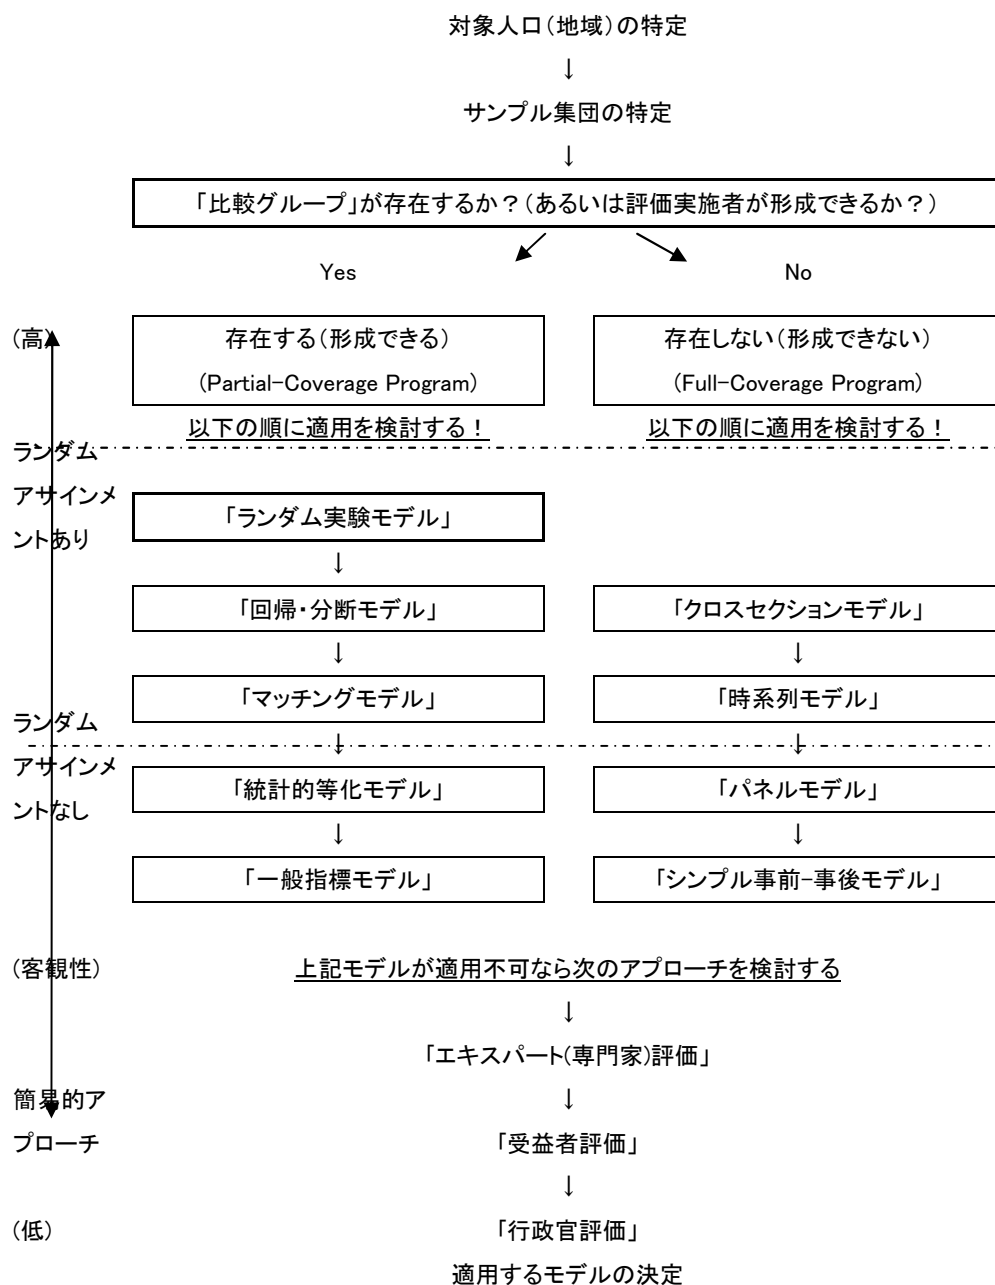 対象人口(地域)の特定
↓
サンプル集団の特定
↓
「比較グループ」が存在するか？(あるいは評価実施者が形成できるか？)
Yes
No
(高)
存在する(形成できる)
(Partial-Coverage Program)
以下の順に適用を検討する！
存在しない(形成できない)
(Full-Coverage Program)
以下の順に適用を検討する！
ランダム
アサインメ
ントあり
「ランダム実験モデル」
↓
「回帰・分断モデル」
「クロスセクションモデル」
↓
↓
「マッチングモデル」
「時系列モデル」
ランダム
アサインメ
ントなし
↓
↓
「統計的等化モデル」
「パネルモデル」
↓
↓
「一般指標モデル」
「シンプル事前-事後モデル」
(客観性)
上記モデルが適用不可なら次のアプローチを検討する
↓
「エキスパート(専門家)評価」
簡易的ア
プローチ
↓
「受益者評価」
↓
(低)
「行政官評価」
適用するモデルの決定